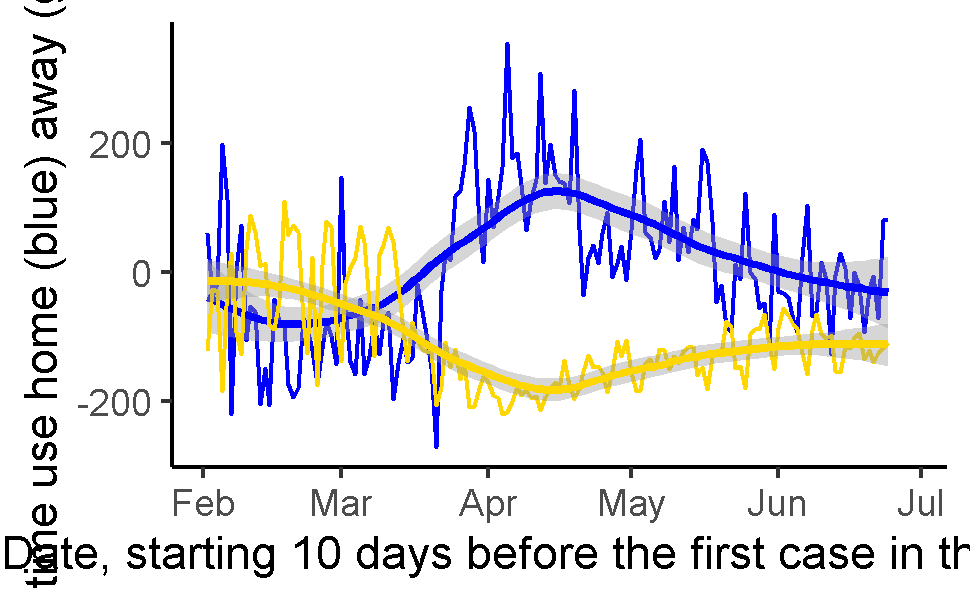 time use home (blue) away (
200
0
-200
Feb Mar Apr May Jun Jul
Date, starting 10 days before the first case in th